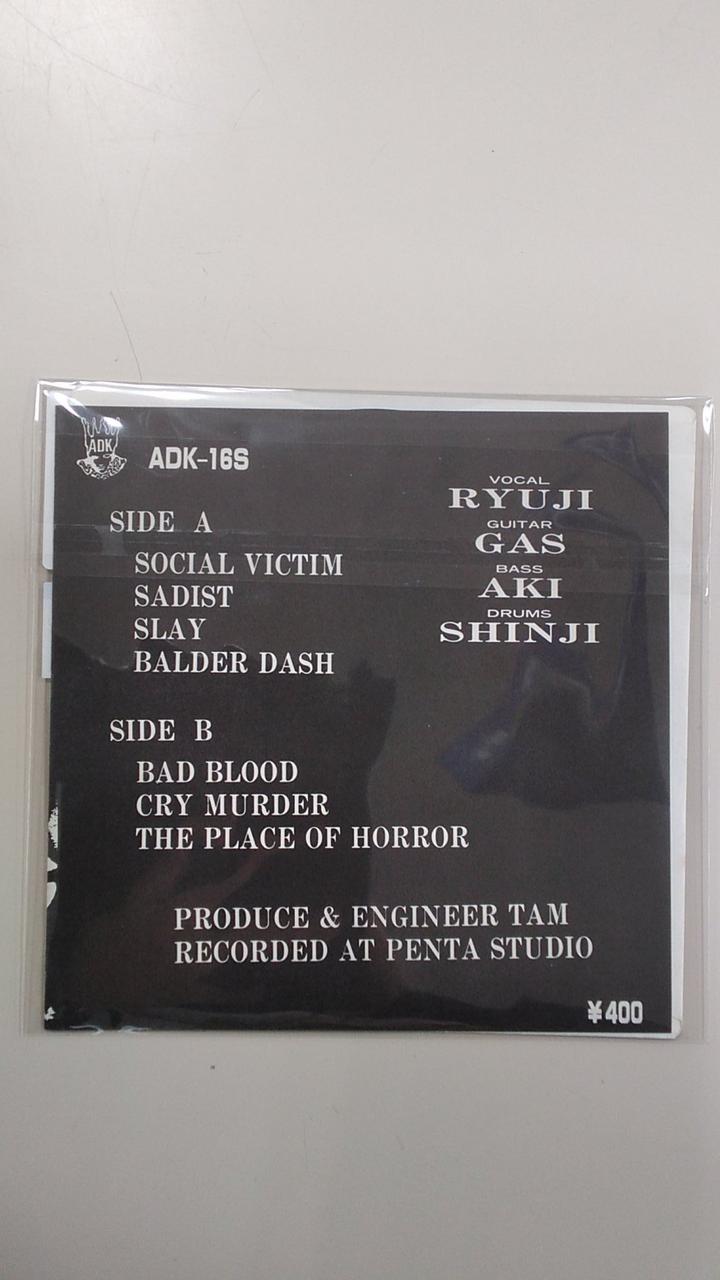 ADK
ADK-16S
SIDE A
SOCIAL VICTIM
SADIST
SLAY
BALDER DASH
SIDE B
BAD BLOOD
CRY MURDER
THE PLACE OF HORROR
VOCAL
RYUJI
GUITAR
GAS
BASS
AKI
DRUMS
SHINJI
PRODUCE & ENGINEER TAM
RECORDED AT PENTA STUDIO
¥400